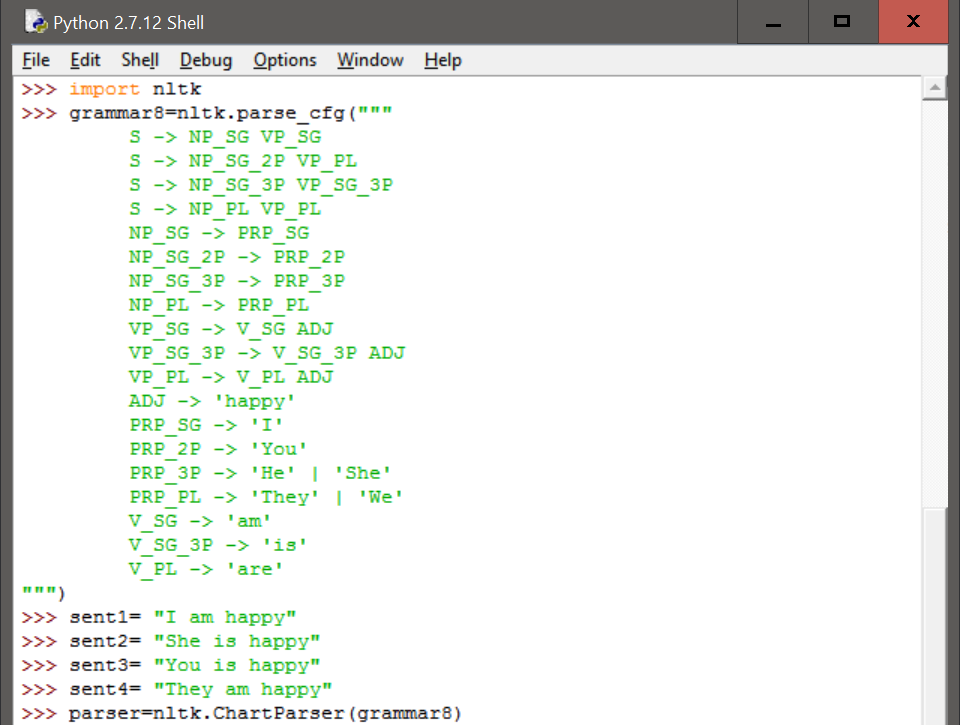 Python 2.7.12 Shell
File Edit Shell Debug Options Window Help
>>> import nltk
>>> grammar8=nltk.parse_cfg("""
S -> NP_SG VP_SG
S -> NP_SG_2P VP_PL
S -> NP_SG_3P VP_SG_3P
S -> NP_PL VP_PL
NP_SG -> PRP_SG
NP_SG_2P -> PRP_2P
NP_SG_3P -> PRP_3P
NP_PL -> PRP_PL
VP_SG -> V_SG ADJ
VP_SG_3P -> V_SG_3P ADJ
VP_PL -> V_PL ADJ
ADJ -> 'happy'
PRP_SG -> 'I'
PRP_2P -> 'You'
PRP_3P -> 'He' | 'She'
PRP_PL -> 'They' | 'We'
V_SG -> 'am'
V_SG_3P -> 'is'
V_PL -> 'are'
""")
>>> sent1= "I am happy"
>>> sent2= "She is happy"
>>> sent3= "You is happy"
>>> sent4= "They am happy"
>>> parser=nltk.ChartParser(grammar8)